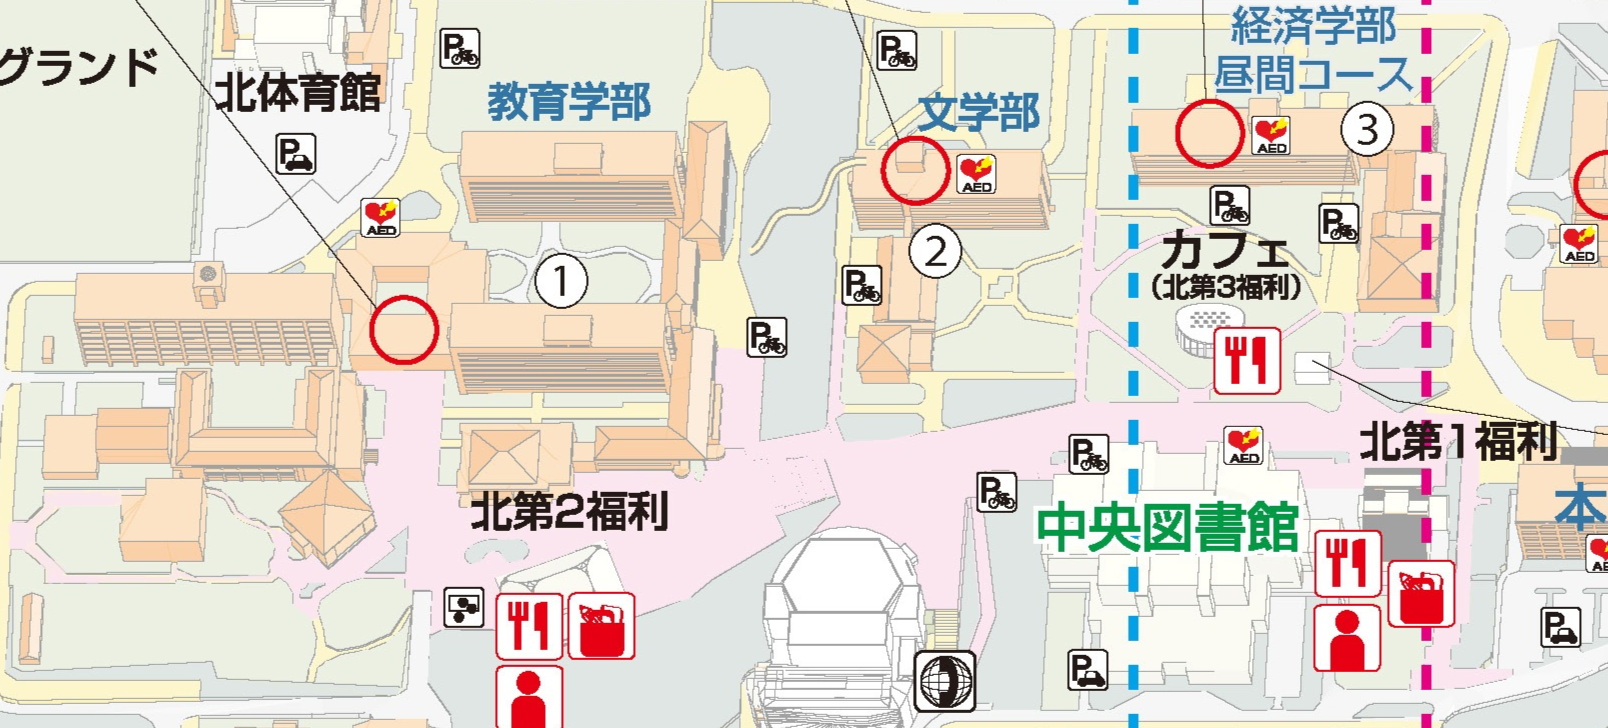 経済学部
昼間コース
グランド
北体育館
教育学部
文学部
P
P
P
AED
AED
3
AED
P
P
AED
2
カフェ
(北第3福利)
1
P
P
北第1福利
P
AED
北第2福利
P
中央図書館
本
AE
P
P